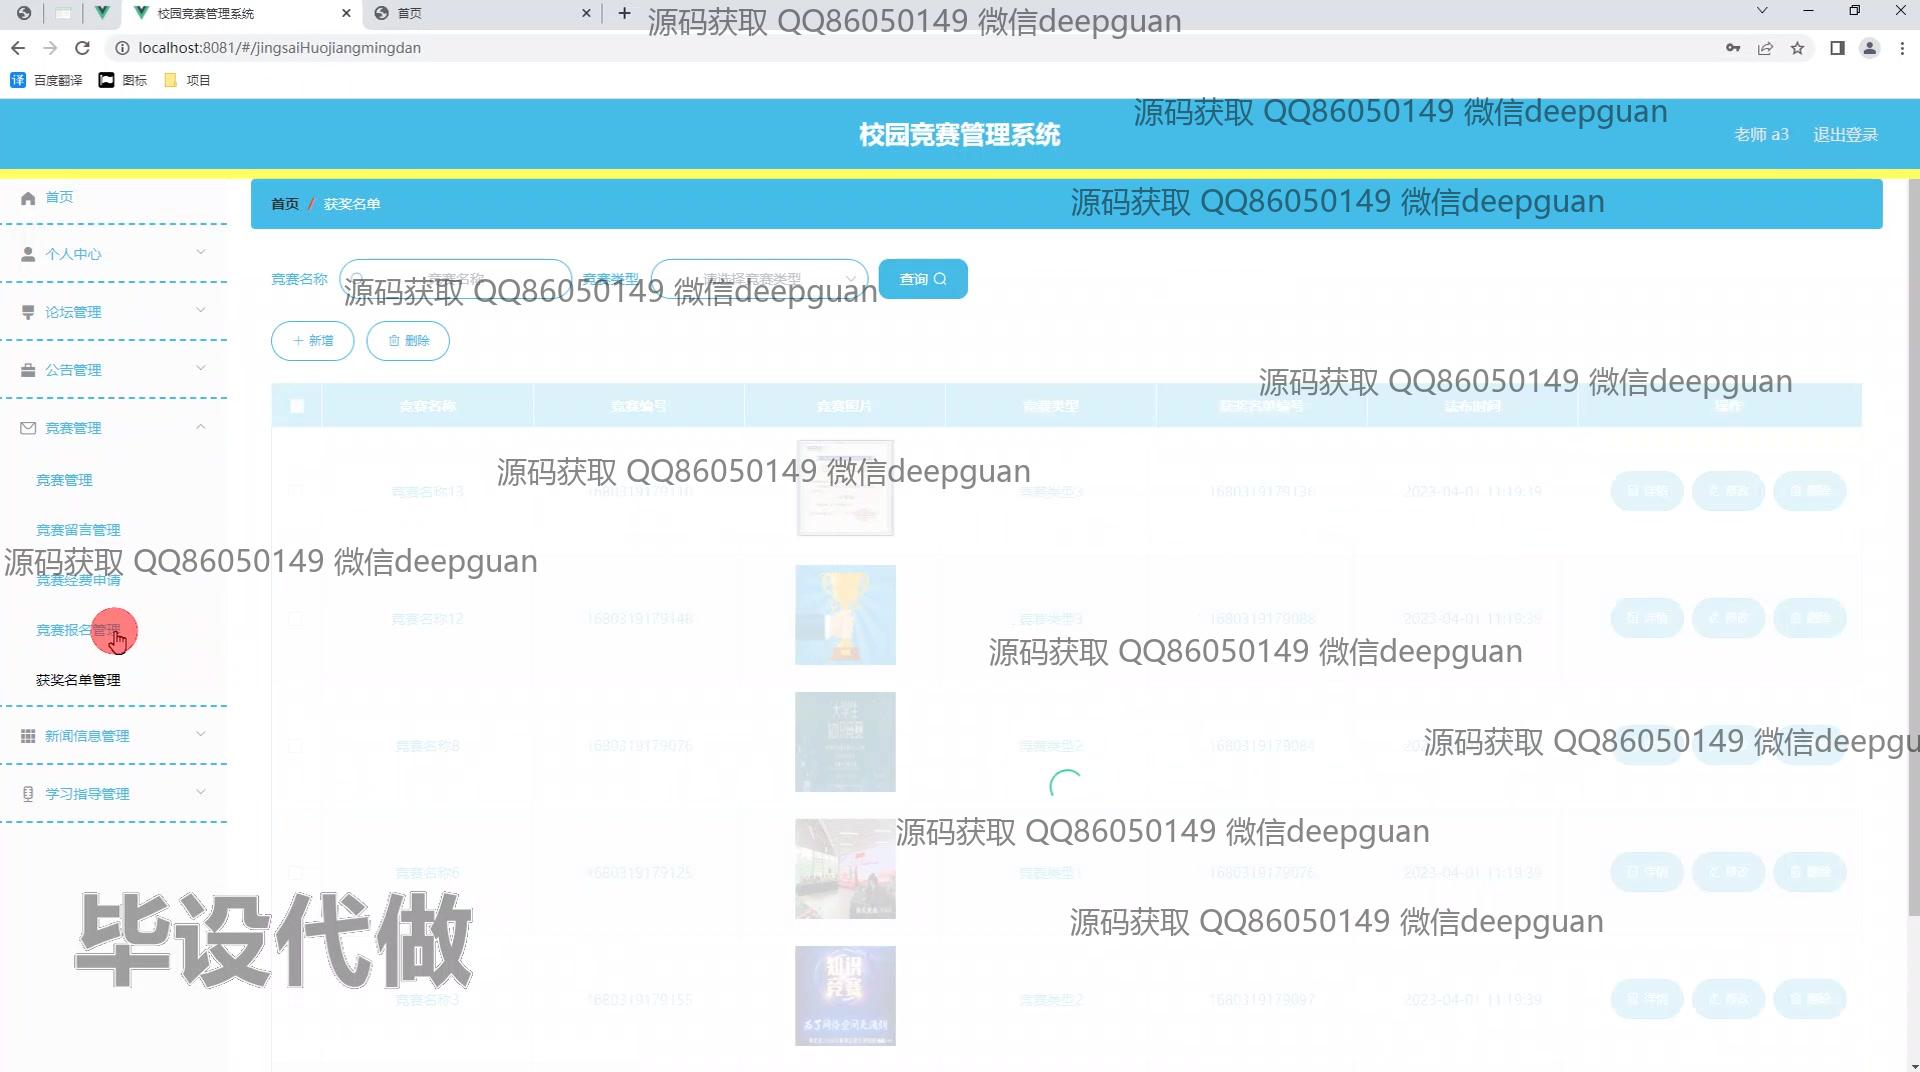 校园竞赛管理系统
首页
源码获取 QQ86050149 微信deepguan
localhost:8081/#/jingsaiHuojiangmingdan
译 百度翻译
图标
项目
源码获取 QQ86050149 微信deepguan
校园竞赛管理系统
老师 a3
退出登录
首页
首页 / 获奖名单
源码获取 QQ86050149 微信deepguan
个人中心
竞赛名称
竞赛名称
竞赛类型
请选择竞赛类型
查询
源码获取 QQ86050149 微信deepguan
论坛管理
新增
删除
公告管理
源码获取 QQ86050149 微信deepguan
竞赛名称
竞赛编号
竞赛图片
竞赛类型
获奖名单编号
发布时间
操作
竞赛管理
竞赛管理
源码获取 QQ86050149 微信deepguan
竞赛名称13
竞赛类型3
1680319179136
2023-04-01 11:19:39
详情
修改
删除
竞赛留言管理
源码获取 QQ86050149 微信deepguan
竞赛经费申请
竞赛报名管理
竞赛名称12
1680319179148
竞赛类型3
1680319179088
2023-04-01 11:19:39
详情
修改
删除
源码获取 QQ86050149 微信deepguan
获奖名单管理
新闻信息管理
大学生
知识竞赛
竞赛名称8
1680319179076
竞赛类型2
1680319179084
源码获取 QQ86050149 微信deepgu
学习指导管理
源码获取 QQ86050149 微信deepguan
竞赛名称6
1680319179125
竞赛类型1
1680319179076
2023-04-01 11:19:39
详情
修改
删除
源码获取 QQ86050149 微信deepguan
毕设代做
知识
竞赛
竞赛名称3
1680319179155
竞赛类型2
1680319179097
2023-04-01 11:19:39
详情
修改
删除